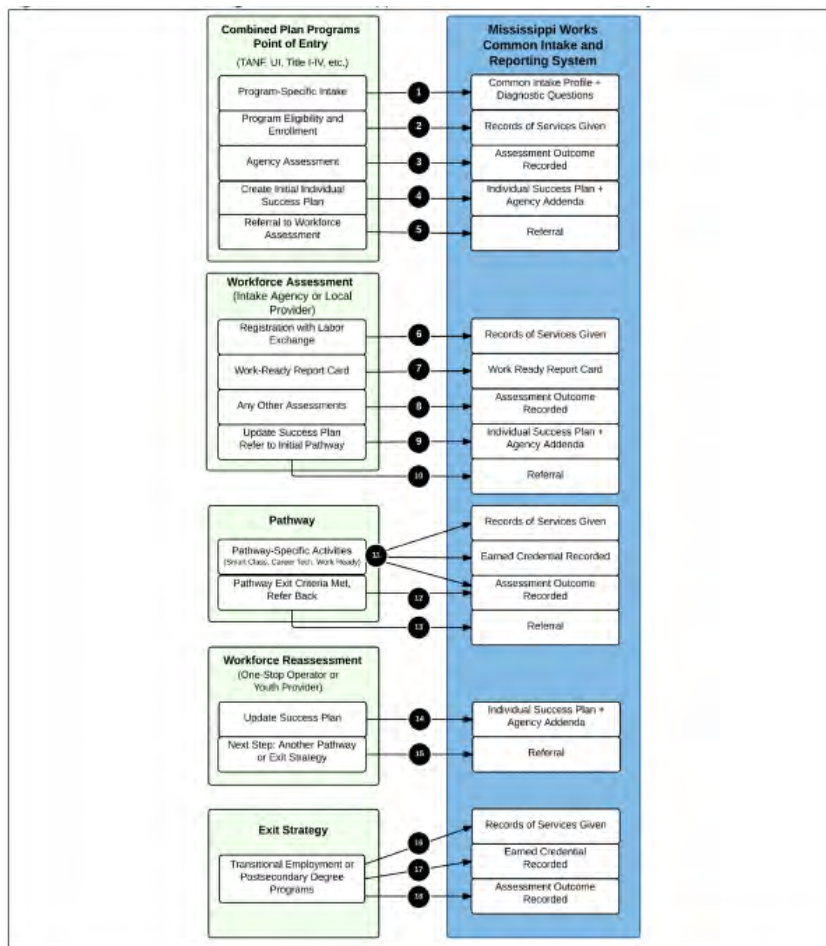 Combined Plan Programs
Point of Entry
(TANF, UI, Title I-IV, etc.)
Mississippi Works
Common Intake and
Reporting System
Program-Specific Intake
1
Common Intake Profile +
Diagnostic Questions
Program Eligibility and
Enrollment
2
Records of Services Given
Agency Assessment
3
Assessment Outcome
Recorded
Create Initial Individual
Success Plan
4
Individual Success Plan +
Agency Addenda
Referral to Workforce
Assessment
5
Referral
Workforce Assessment
(Intake Agency or Local
Provider)
Registration with Labor
Exchange
6
Records of Services Given
Work-Ready Report Card
7
Work Ready Report Card
Any Other Assessments
8
Assessment Outcome
Recorded
Update Success Plan
Refer to Initial Pathway
9
Individual Success Plan +
Agency Addenda
10
Referral
Pathway
Records of Services Given
Pathway-Specific Activities
(Smart Class, Career Tech, Work Ready)
11
Earned Credential Recorded
Pathway Exit Criteria Met,
Refer Back
12
Assessment Outcome
Recorded
13
Referral
Workforce Reassessment
(One-Stop Operator or
Youth Provider)
Update Success Plan
14
Individual Success Plan +
Agency Addenda
Next Step: Another Pathway
or Exit Strategy
15
Referral
Exit Strategy
Transitional Employment or
Postsecondary Degree
Programs
16
Records of Services Given
17
Earned Credential
Recorded
18
Assessment Outcome
Recorded